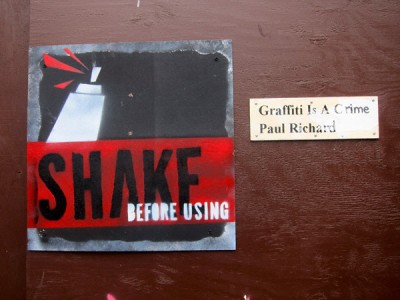 SHAKE
BEFORE USING
Graffiti Is A Crime
Paul Richard